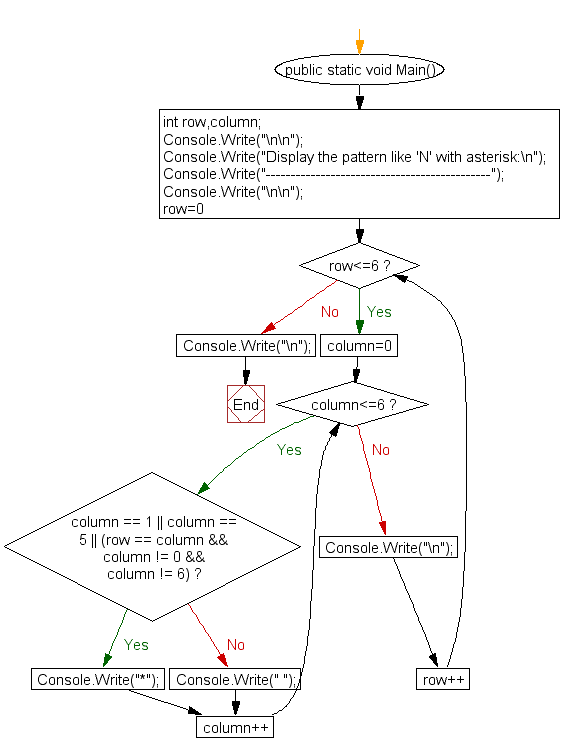 public static void Main()
int row,column;
Console.Write("\n\n");
Console.Write("Display the pattern like 'N' with asterisk:\n");
Console.Write("---------------------------------------------");
Console.Write("\n\n");
row=0
row<=6 ?
No
Yes
Console.Write("\n");
column=0
End
column<=6 ?
Yes
No
column == 1 || column ==
5 || (row == column &&
column != 0 &&
column != 6) ?
Console.Write("\n");
Yes
No
Console.Write("*");
Console.Write(" ");
row++
column++